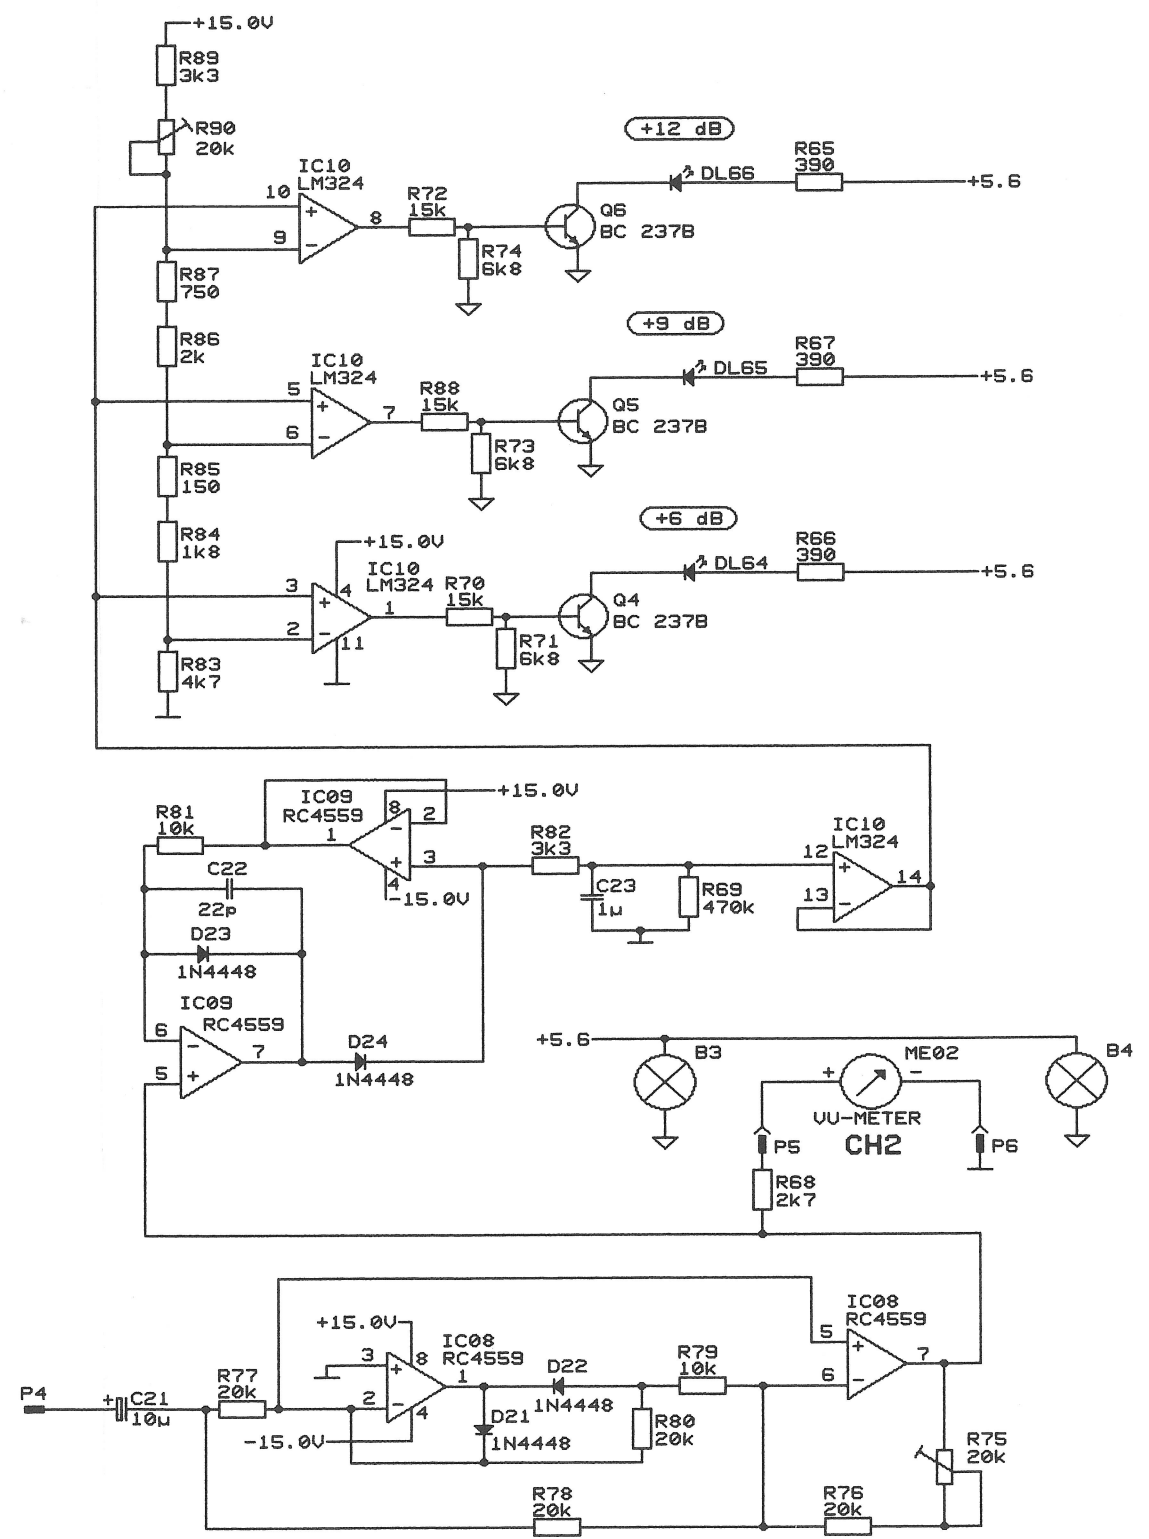 +15.0V
R89
3k3
R90
20k
+12 dB
R65
390
DL66
+5.6
IC10
LM324
10
+
9
-
8
R72
15k
R74
6k8
Q6
BC 237B
R87
750
R86
2k
+9 dB
R67
390
DL65
+5.6
IC10
LM324
5
+
6
-
7
R88
15k
R73
6k8
Q5
BC 237B
R85
150
R84
1k8
+6 dB
R66
390
DL64
+5.6
+15.0V
IC10
LM324
3
+
4
2
-
11
1
R70
15k
R71
6k8
Q4
BC 237B
R83
4k7
IC09
RC4559
+15.0V
8
2
-
1
3
+
4
-15.0V
R81
10k
C22
22p
D23
1N4448
R82
3k3
C23
1µ
R69
470k
IC10
LM324
12
+
13
-
14
IC09
RC4559
6
-
5
+
7
D24
1N4448
+5.6
B3
ME02
+
-
VU-METER
CH2
B4
P5
P6
R68
2k7
IC08
RC4559
5
+
6
-
7
+15.0V
IC08
RC4559
3
+
8
1
2
-
4
-15.0V
D22
1N4448
D21
1N4448
R79
10k
R80
20k
P4
+
C21
10µ
R77
20k
R75
20k
R78
20k
R76
20k